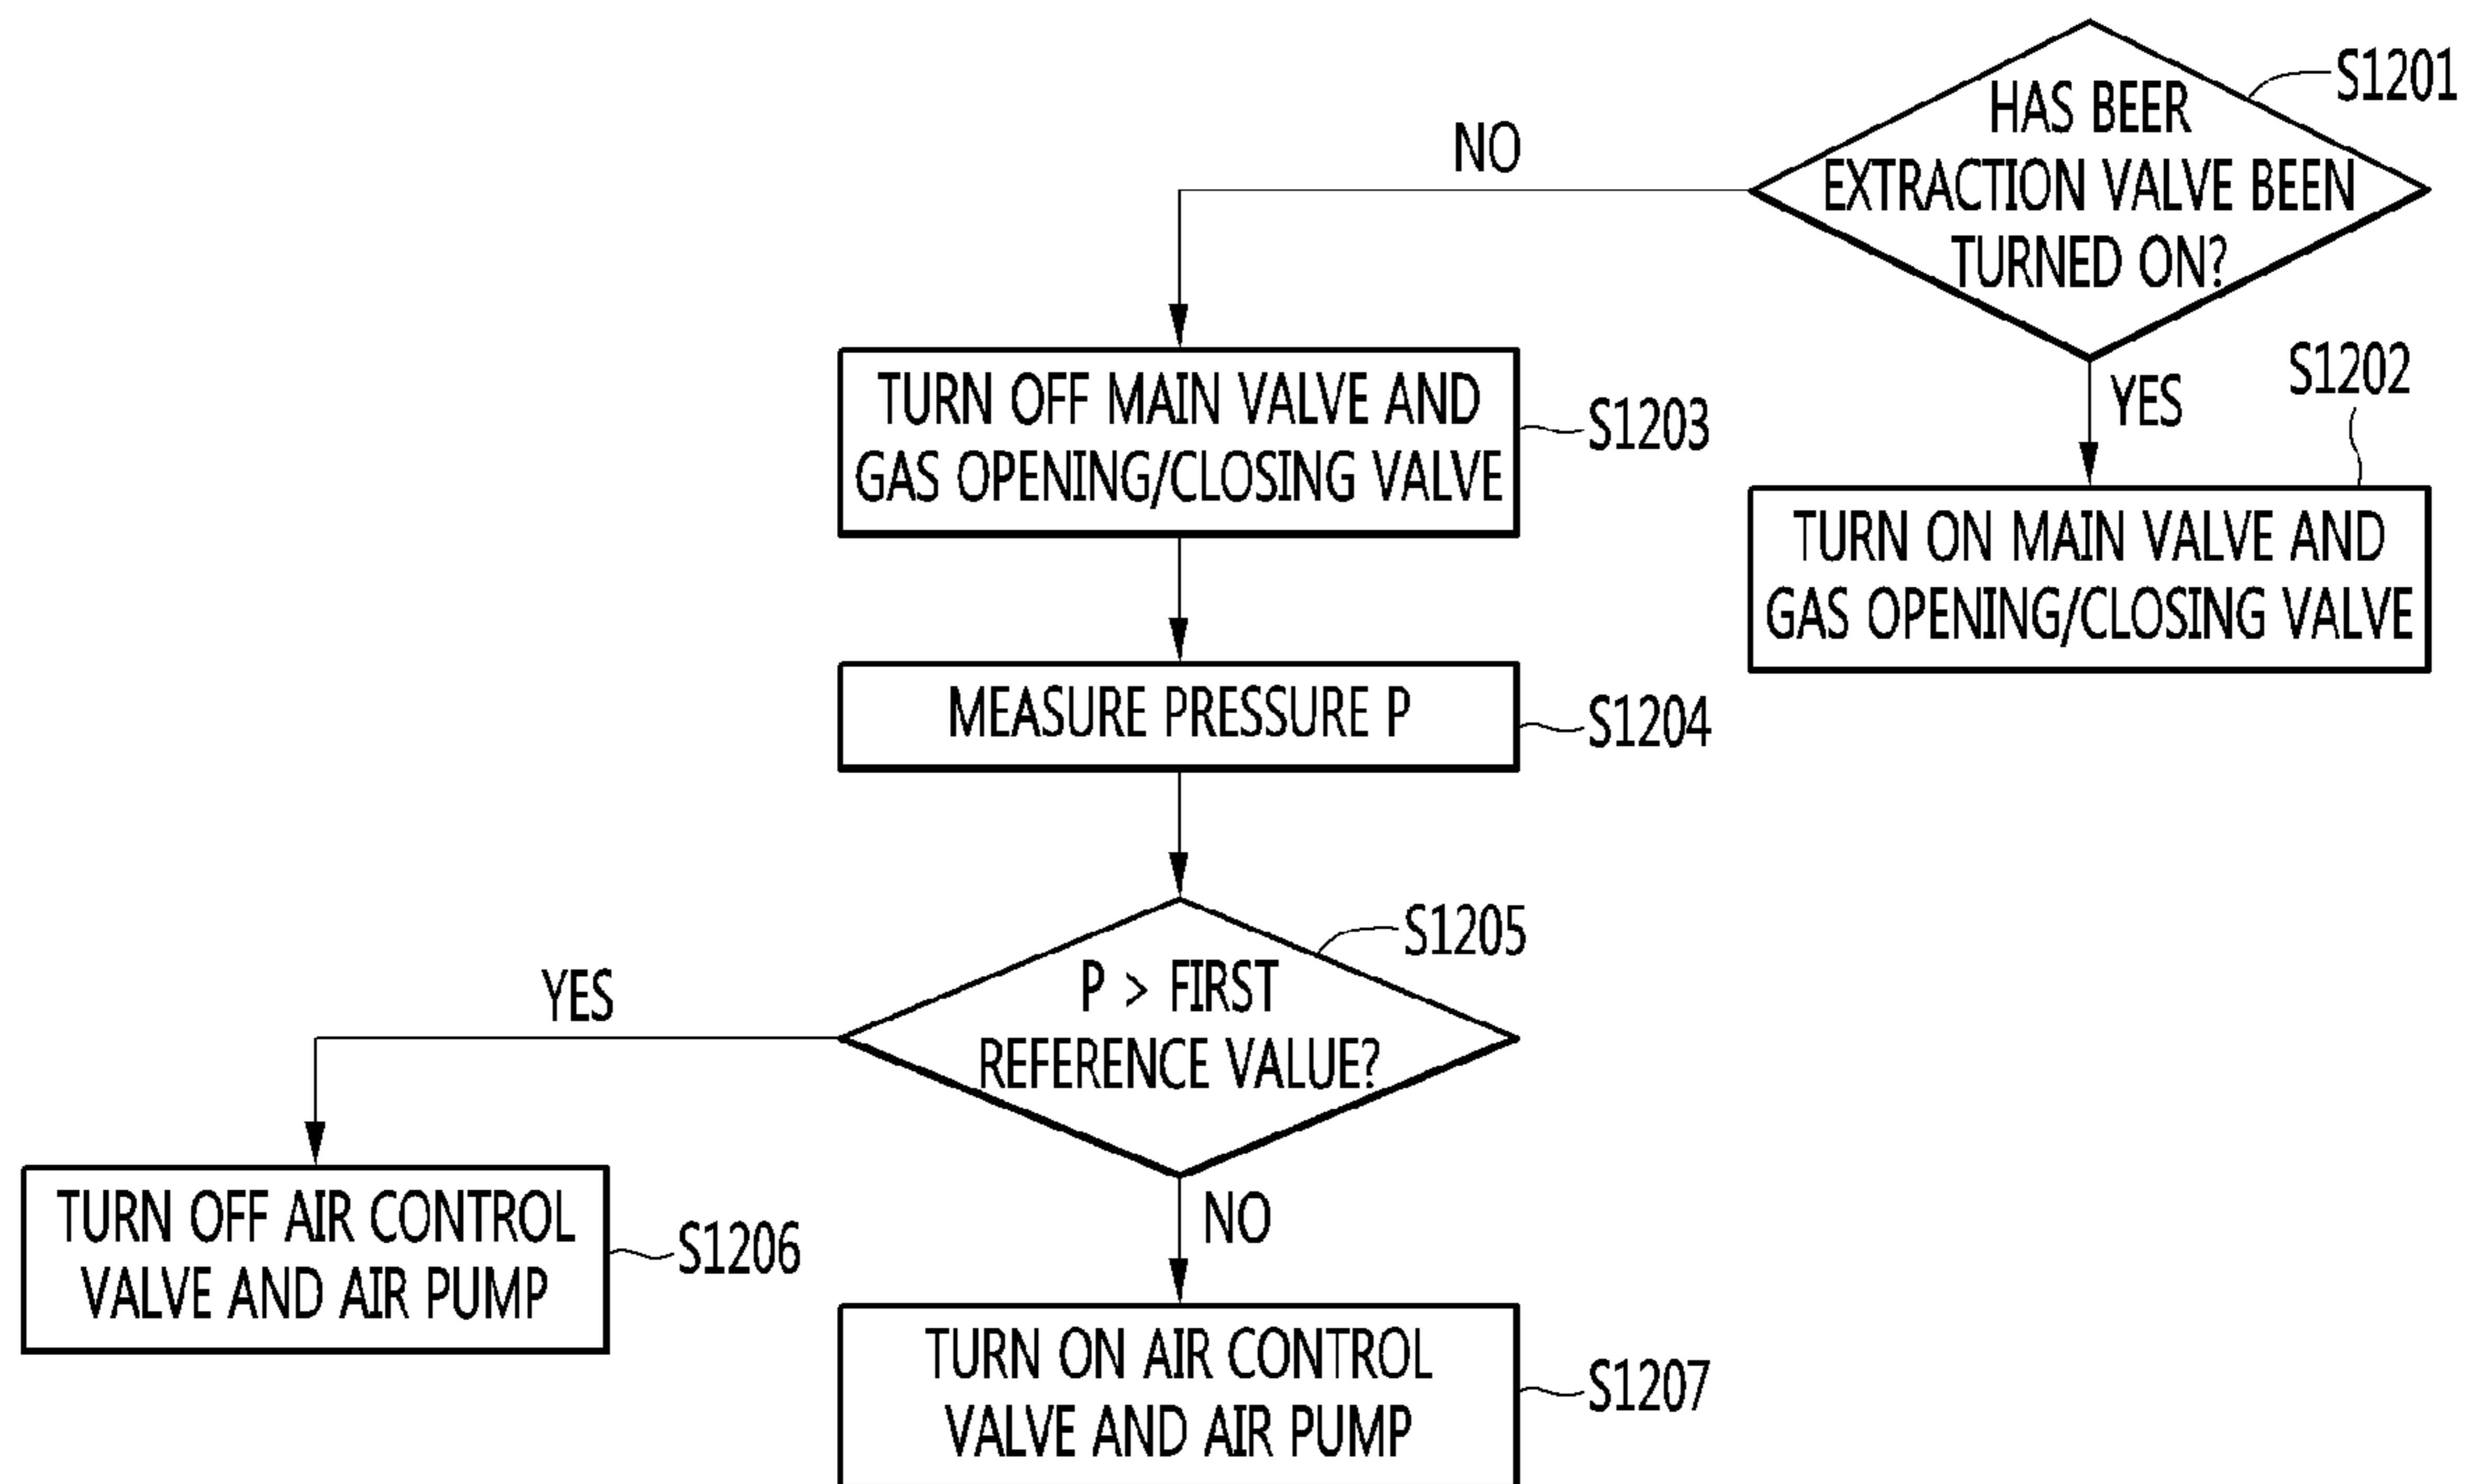 S1201
HAS BEER
EXTRACTION VALVE BEEN
TURNED ON?
NO
YES
S1202
TURN ON MAIN VALVE AND
GAS OPENING/CLOSING VALVE
TURN OFF MAIN VALVE AND
GAS OPENING/CLOSING VALVE
S1203
MEASURE PRESSURE P
S1204
S1205
P > FIRST
REFERENCE VALUE?
YES
NO
TURN OFF AIR CONTROL
VALVE AND AIR PUMP
S1206
TURN ON AIR CONTROL
VALVE AND AIR PUMP
S1207